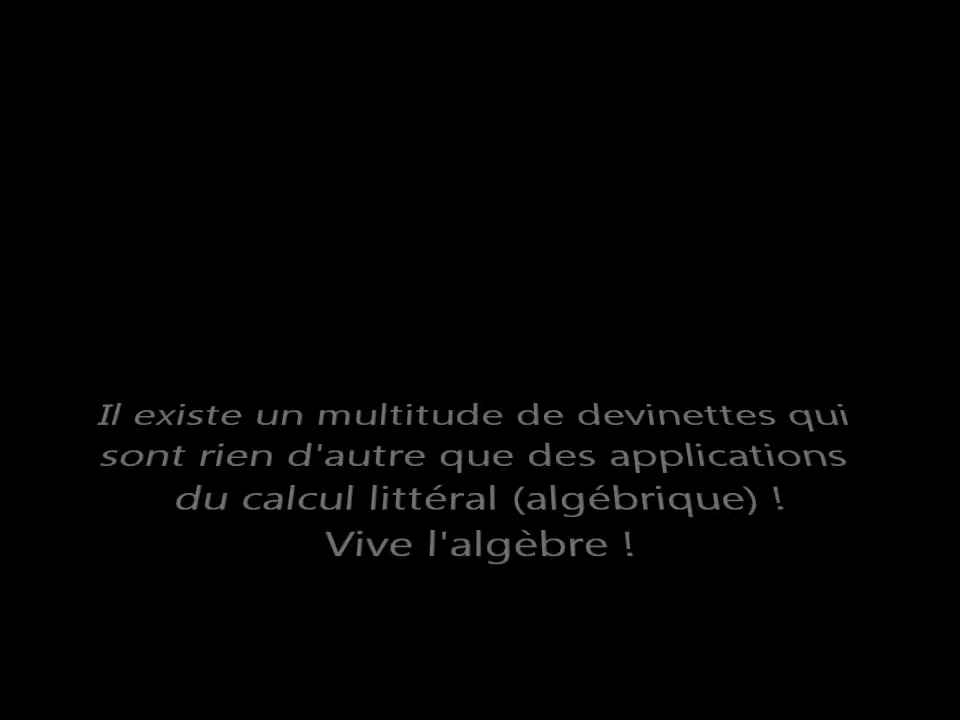 Il existe un multitude de devinettes qui
sont rien d'autre que des applications
du calcul littéral (algébrique) !
Vive l'algèbre !